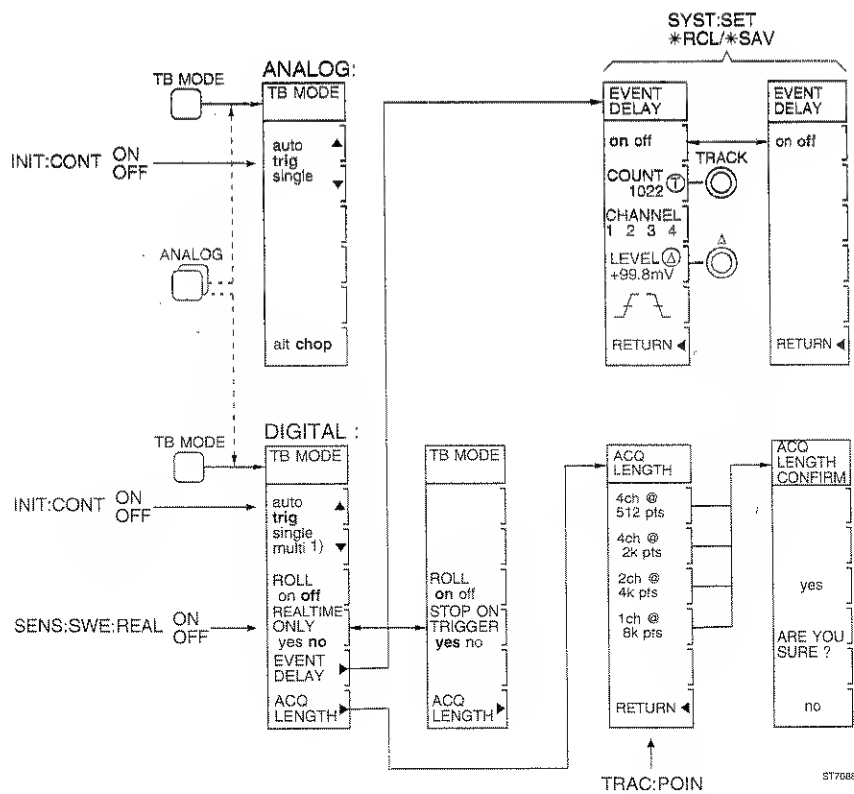 SYST:SET
*RCL/*SAV
ANALOG:
TB MODE
TB MODE
auto
trig
single
INIT:CONT ON
OFF
ANALOG
alt chop
EVENT
DELAY
on off
COUNT T
1022
TRACK
CHANNEL
1 2 3 4
LEVEL Δ
+99.8mV
Δ
RETURN
EVENT
DELAY
on off
RETURN
DIGITAL :
TB MODE
TB MODE
INIT:CONT ON
OFF
auto
trig
single
multi 1)
ROLL
on off
SENS:SWE:REAL ON
OFF
REALTIME
ONLY
yes no
EVENT
DELAY
ACQ
LENGTH
TB MODE
ROLL
on off
STOP ON
TRIGGER
yes no
ACQ
LENGTH
ACQ
LENGTH
4ch @
512 pts
4ch @
2k pts
2ch @
4k pts
1ch @
8k pts
RETURN
TRAC:POIN
ACQ
LENGTH
CONFIRM
yes
ARE YOU
SURE ?
no